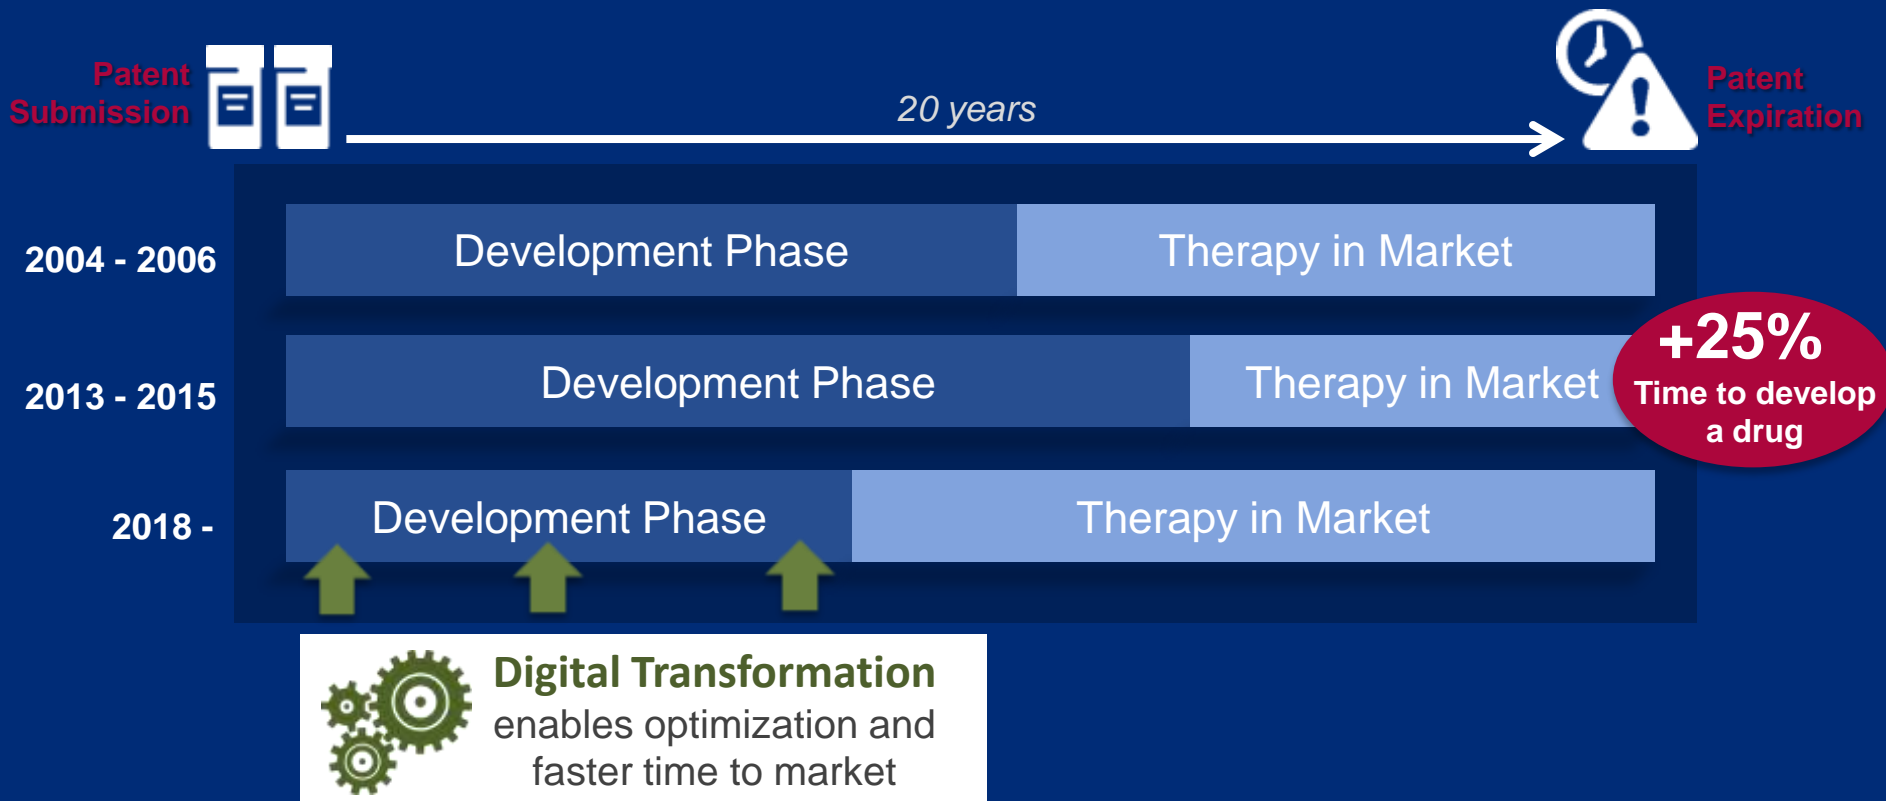 Patent
Submission
20 years
Patent
Expiration
2004 - 2006
Development Phase
Therapy in Market
2013 - 2015
Development Phase
Therapy in Market
+25%
Time to develop
a drug
2018 -
Development Phase
Therapy in Market
Digital Transformation
enables optimization and
faster time to market